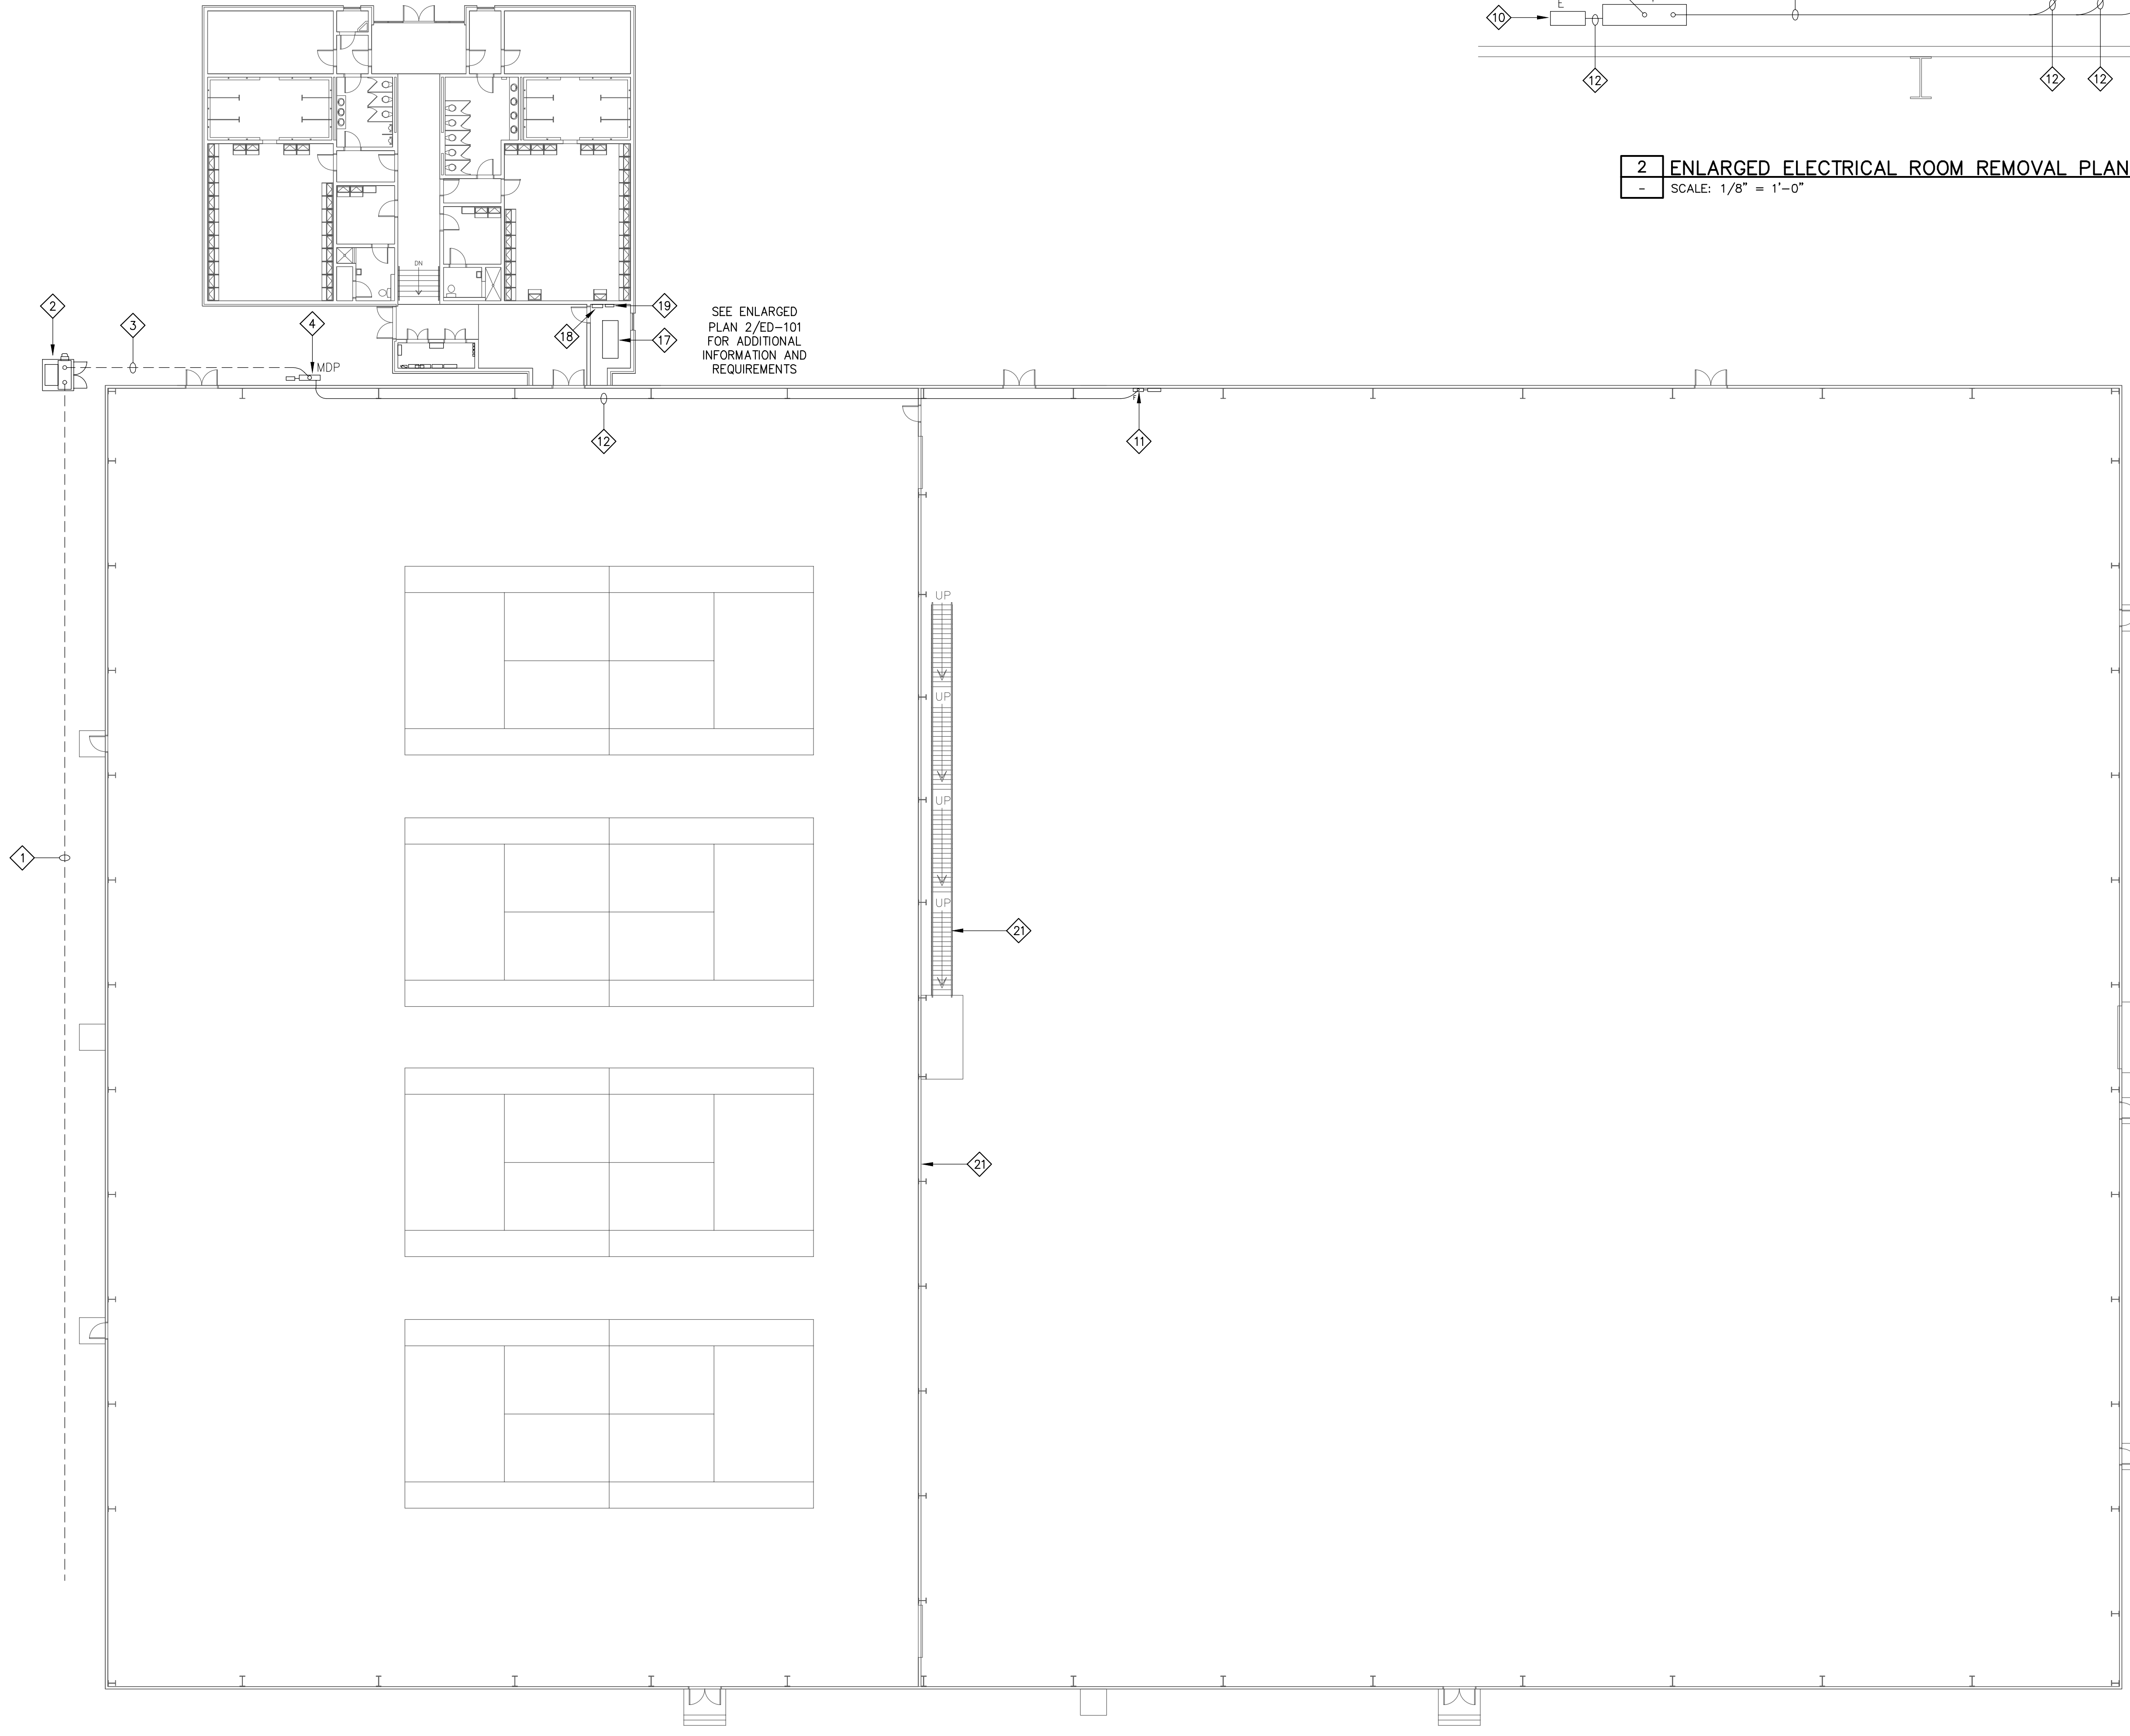 E
10
12
12
12
2 ENLARGED ELECTRICAL ROOM REMOVAL PLAN
- SCALE: 1/8" = 1'-0"
DN
2
3
4
MDP
18
19
17
SEE ENLARGED
PLAN 2/ED-101
FOR ADDITIONAL
INFORMATION AND
REQUIREMENTS
12
11
UP
UP
UP
UP
1
21
21